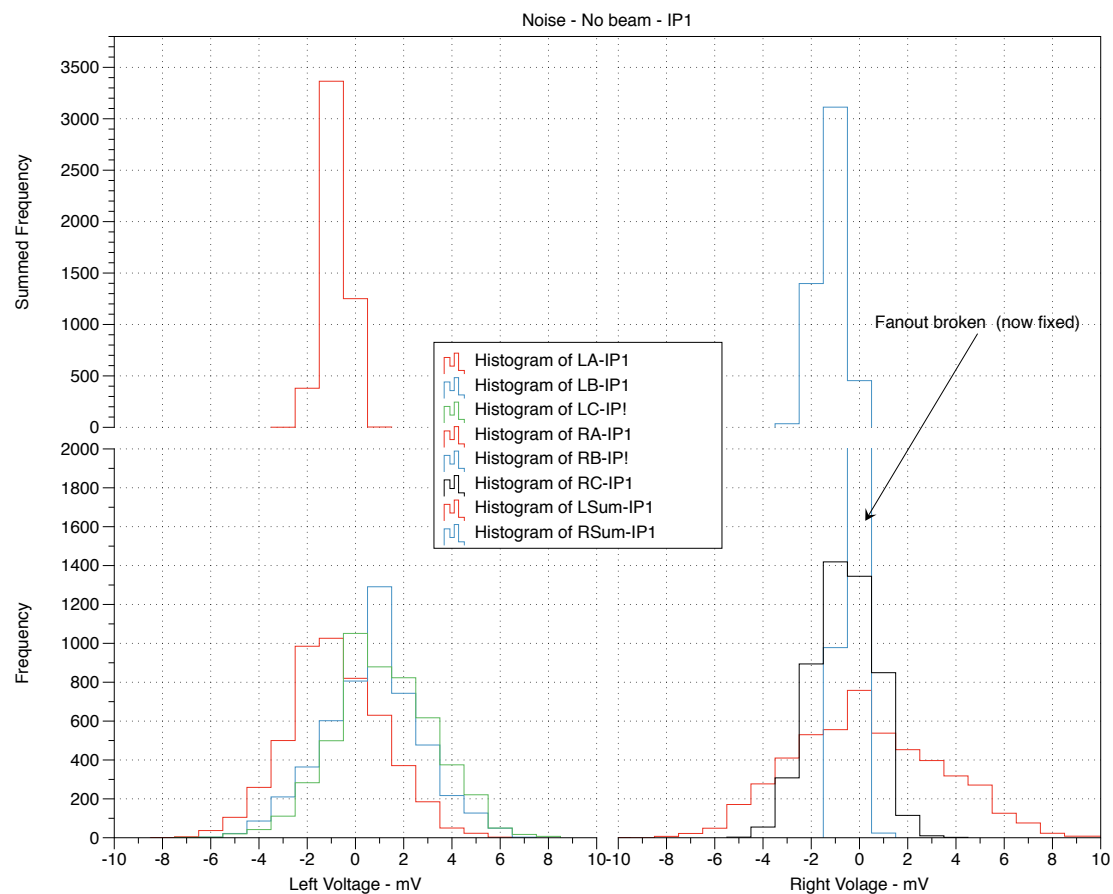 Noise - No beam - IP1
Summed Frequency
3500
3000
2500
2000
1500
1000
500
0
Fanout broken (now fixed)
Histogram of LA-IP1
Histogram of LB-IP1
Histogram of LC-IP!
Histogram of RA-IP1
Histogram of RB-IP!
Histogram of RC-IP1
Histogram of LSum-IP1
Histogram of RSum-IP1
Frequency
2000
1800
1600
1400
1200
1000
800
600
400
200
0
-10 -8 -6 -4 -2 0 2 4 6 8 10
Left Voltage - mV
-10 -8 -6 -4 -2 0 2 4 6 8 10
Right Volage - mV